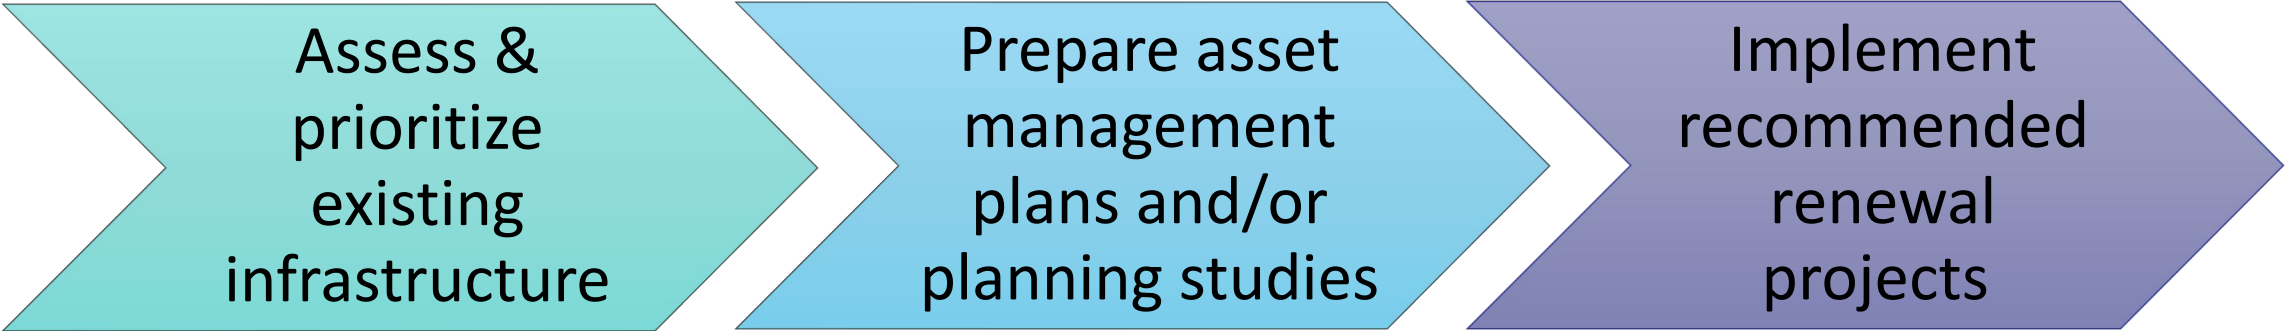 Assess &
prioritize
existing
infrastructure
Prepare asset
management
plans and/or
planning studies
Implement
recommended
renewal
projects